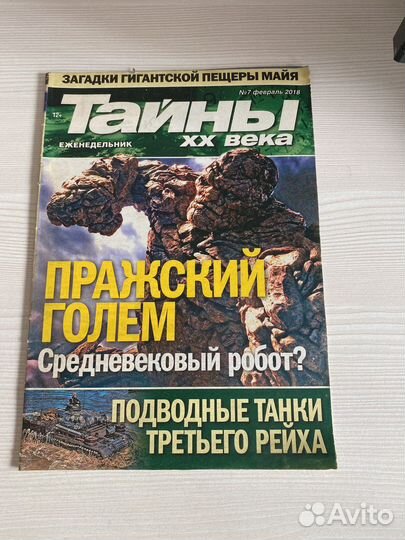 ЗАГАДКИ ГИГАНТСКОЙ ПЕЩЕРЫ МАЙЯ
№7 февраль 2018
12+
Тайны
ХХ века
ЕЖЕНЕДЕЛЬНИК
ПРАЖСКИЙ
ГОЛЕМ
Средневековый робот?
ПОДВОДНЫЕ ТАНКИ
ТРЕТЬЕГО РЕЙХА
Avito